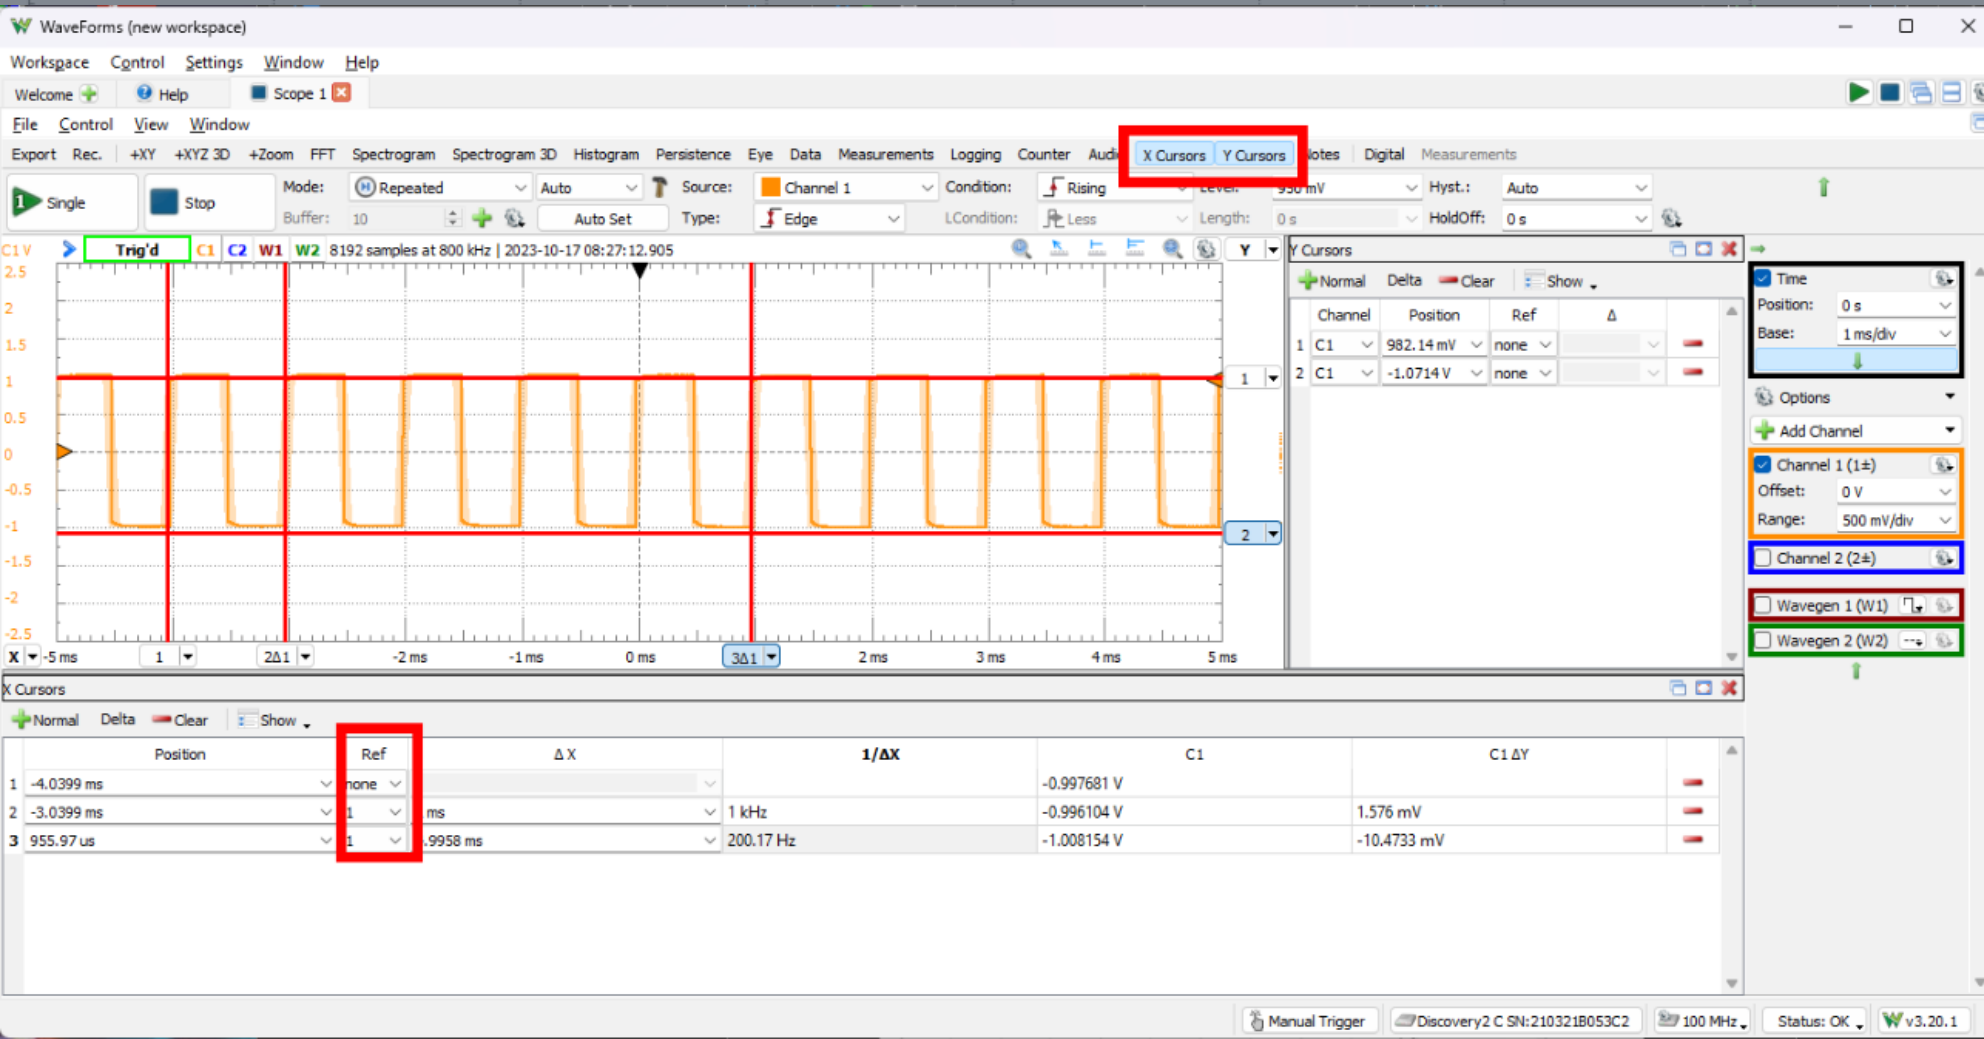 WaveForms (new workspace)
Workspace Control Settings Window Help
Welcome Help Scope 1
File Control View Window
Export Rec. +XY +XYZ 3D +Zoom FFT Spectrogram Spectrogram 3D Histogram Persistence Eye Data Measurements Logging Counter X Cursors Y Cursors Digital Measurements
Single Stop Mode: Repeated Auto Source: Channel 1 Condition: Rising Level: 950 mV Hyst.: Auto
Buffer: 10 Auto Set Type: Edge LCondition: Less Length: 0 s HoldOff: 0 s
C1 V Trig'd C1 C2 W1 W2 8192 samples at 800 kHz | 2023-10-17 08:27:12.905 Y
2.5
2
1.5
1
0.5
0
-0.5
-1
-1.5
-2
-2.5
1
2
X -5 ms 1 2Δ1 -2 ms -1 ms 0 ms 3Δ1 2 ms 3 ms 4 ms 5 ms
Y Cursors
Normal Delta Clear Show
Channel Position Ref Δ
1 C1 982.14 mV none
2 C1 -1.0714 V none
Time
Position: 0 s
Base: 1 ms/div
Options
Add Channel
Channel 1 (1±)
Offset: 0 V
Range: 500 mV/div
Channel 2 (2±)
Wavegen 1 (W1)
Wavegen 2 (W2)
X Cursors
Normal Delta Clear Show
Position Ref Δ X 1/ΔX C1 C1 ΔY
1 -4.0399 ms none -0.997681 V
2 -3.0399 ms 1 ms 1 kHz -0.996104 V 1.576 mV
3 955.97 us 1 .9958 ms 200.17 Hz -1.008154 V -10.4733 mV
Manual Trigger Discovery2 C SN:210321B053C2 100 MHz Status: OK v3.20.1